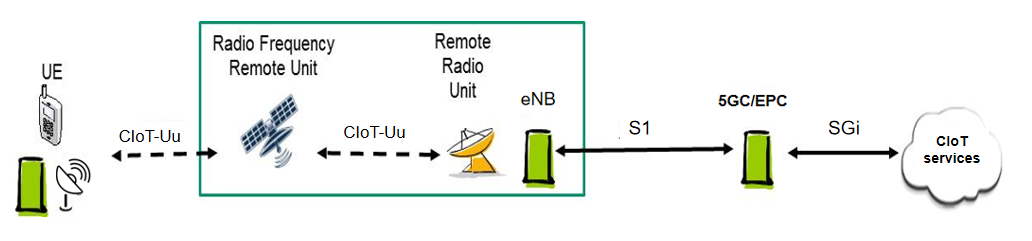 Radio Frequency
Remote Unit
Remote
Radio
Unit
UE
eNB
5GC/EPC
CIoT-Uu
CIoT-Uu
S1
SGi
CIoT
services